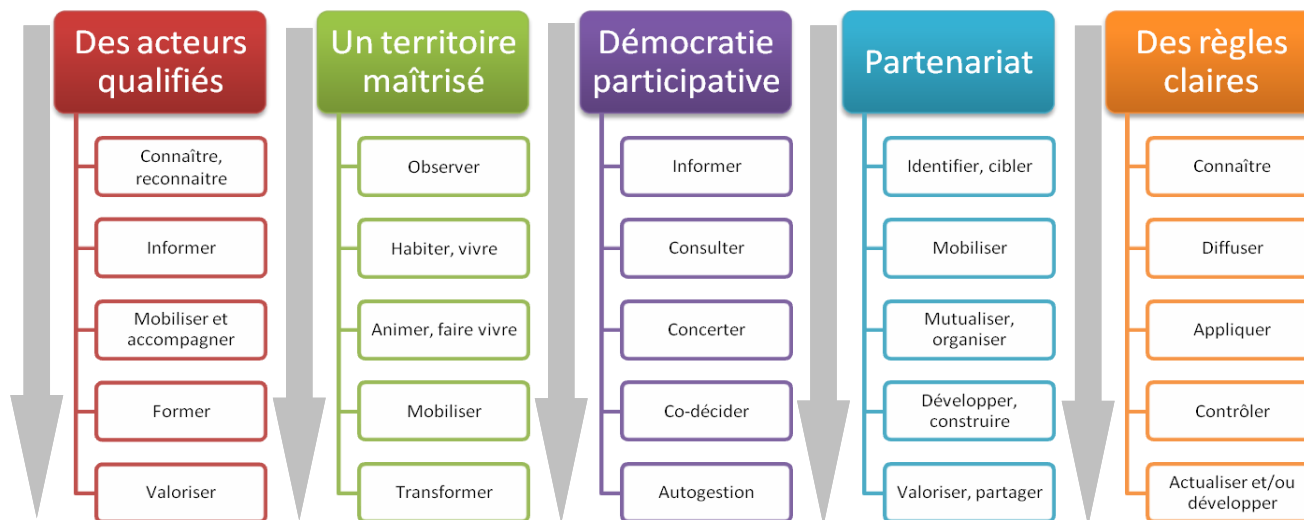 Des acteurs
qualifiés
Connaître,
reconnaitre
Informer
Mobiliser et
accompagner
Former
Valoriser
Un territoire
maîtrisé
Observer
Habiter, vivre
Animer, faire vivre
Mobiliser
Transformer
Démocratie
participative
Informer
Consulter
Concerter
Co-décider
Autogestion
Partenariat
Identifier, cibler
Mobiliser
Mutualiser,
organiser
Développer,
construire
Valoriser, partager
Des règles
claires
Connaître
Diffuser
Appliquer
Contrôler
Actualiser et/ou
développer